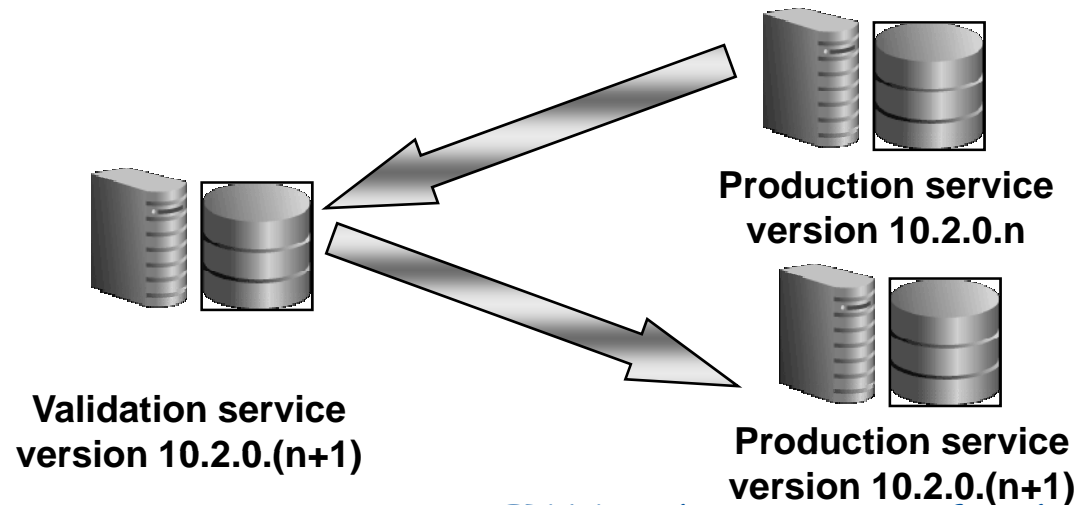 Production service
version 10.2.0.n
Validation service
version 10.2.0.(n+1)
Production service
version 10.2.0.(n+1)